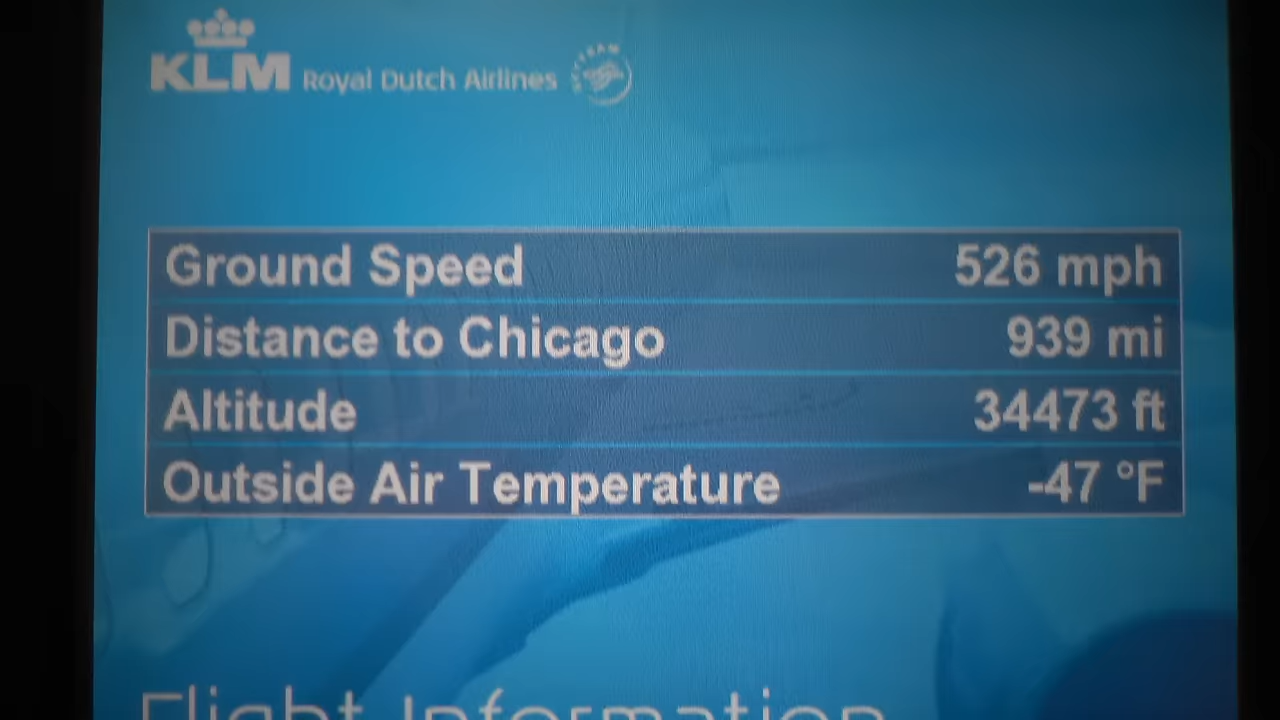 KLM Royal Dutch Airlines
SKYTEAM
Ground Speed 526 mph
Distance to Chicago 939 mi
Altitude 34473 ft
Outside Air Temperature -47 °F
Flight Information